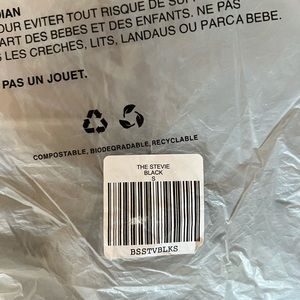 DIAN
POUR EVITER TOUT RISQUE DE
ART DES BEBES ET DES ENFANTS. NE PAS
S LES CRECHES, LITS, LANDAUS OU PARC A BEBE.
PAS UN JOUET.
COMPOSTABLE, BIODEGRADABLE, RECYCLABLE
THE STEVIE
BLACK
S
BSSTVBLKS